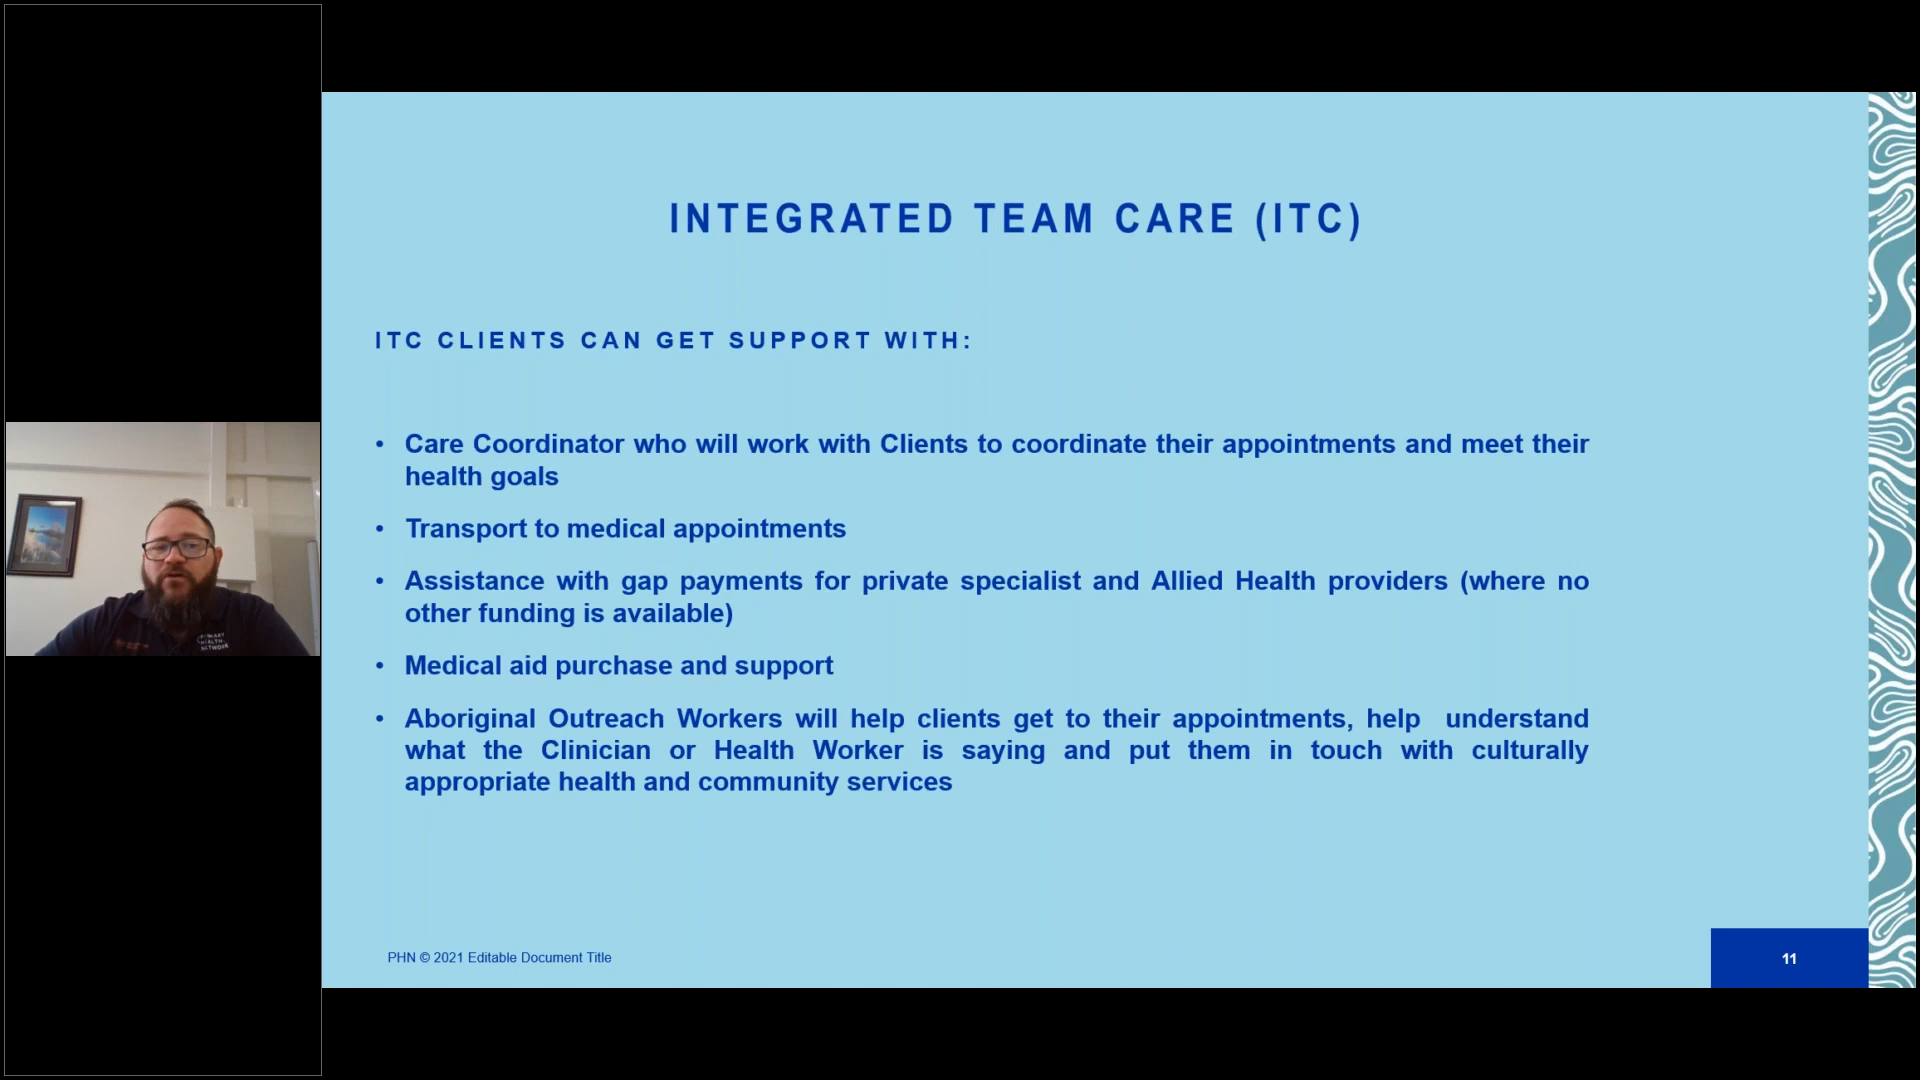 INTEGRATED TEAM CARE (ITC)
ITC CLIENTS CAN GET SUPPORT WITH:
• Care Coordinator who will work with Clients to coordinate their appointments and meet their
health goals
• Transport to medical appointments
• Assistance with gap payments for private specialist and Allied Health providers (where no
other funding is available)
• Medical aid purchase and support
• Aboriginal Outreach Workers will help clients get to their appointments, help understand
what the Clinician or Health Worker is saying and put them in touch with culturally
appropriate health and community services
PHN © 2021 Editable Document Title
11
HEALTH
NETWORK